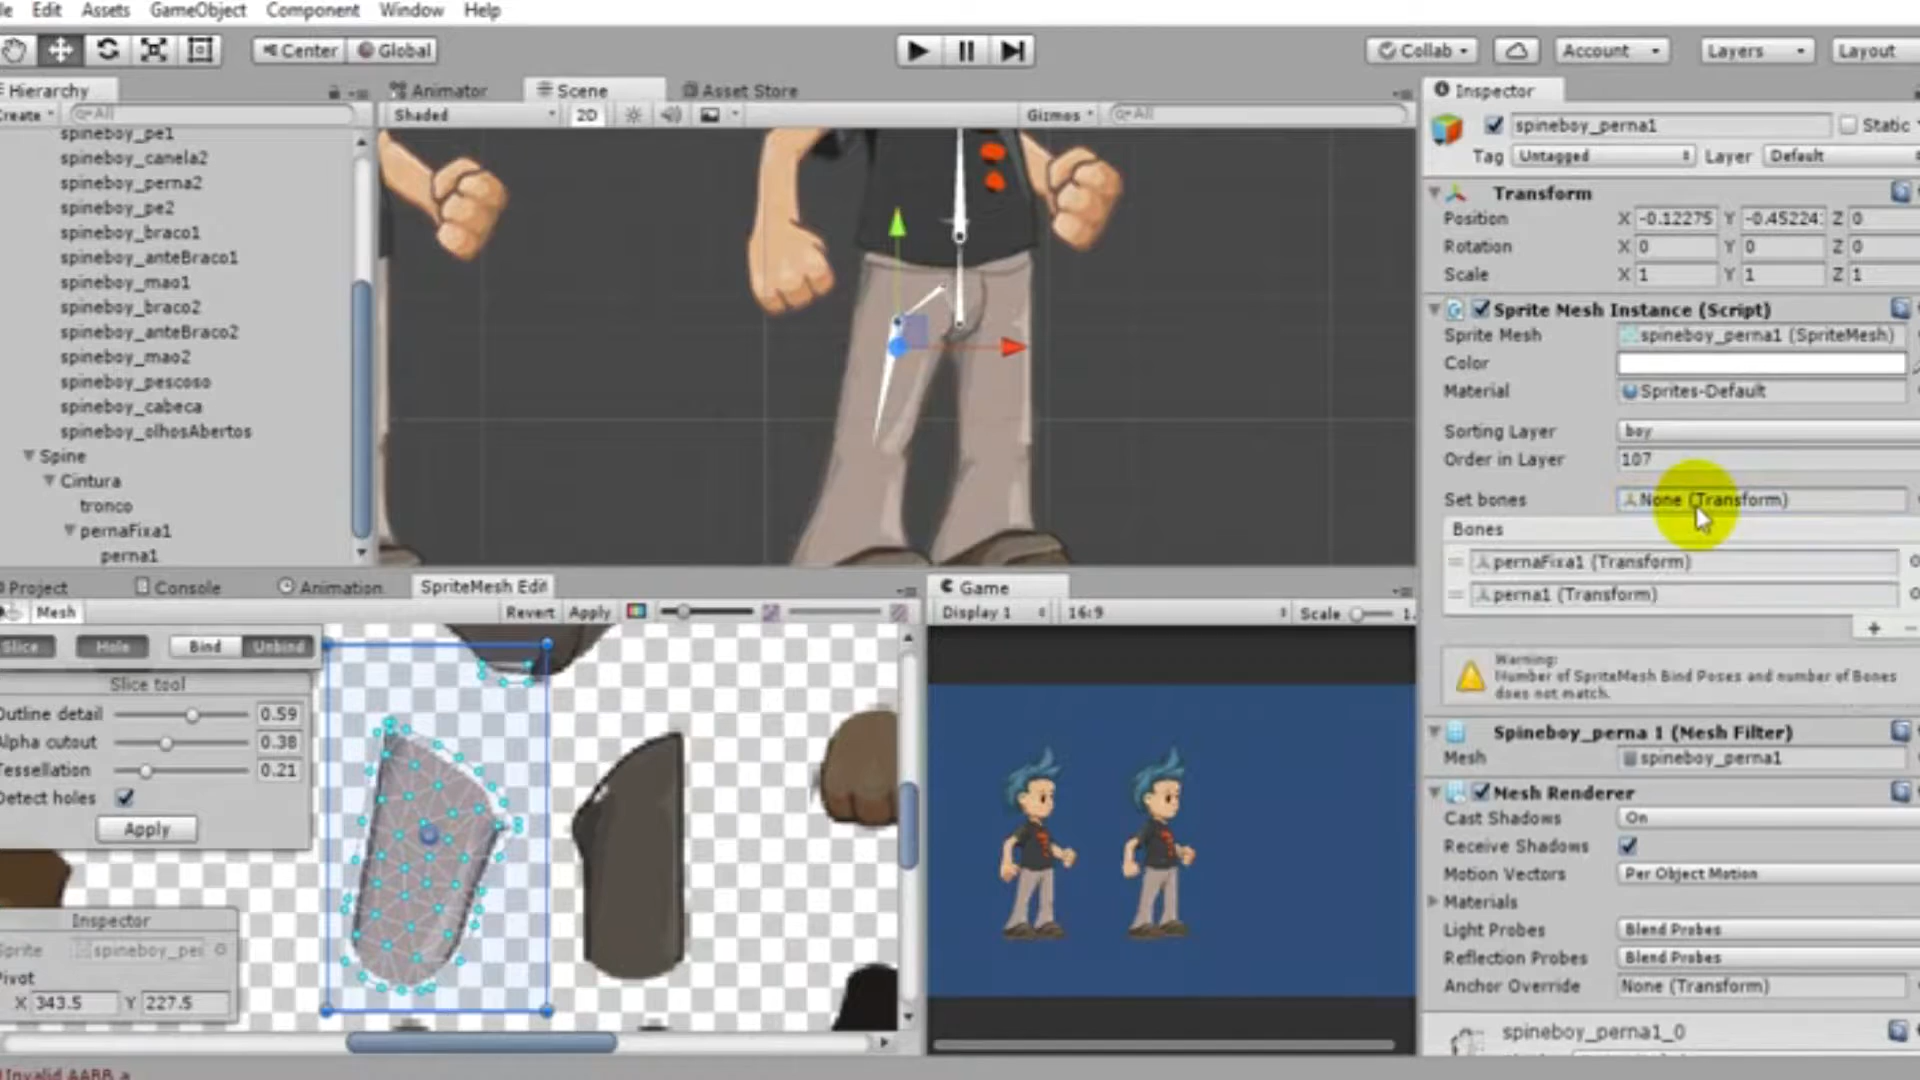 Edit Assets GameObject Component Window Help
Center Global Collab Account Layers Layout
Hierarchy
Animator Scene Asset Store
Inspector
Create
All
Shaded 2D Gizmos All
spineboy_pe1
spineboy_canela2
spineboy_perna2
spineboy_pe2
spineboy_braco1
spineboy_anteBraco1
spineboy_mao1
spineboy_braco2
spineboy_anteBraco2
spineboy_mao2
spineboy_pescoso
spineboy_cabeca
spineboy_olhosAbertos
Spine
Cintura
tronco
pernaFixa1
perna1
spineboy_perna1 Static
Tag Untagged Layer Default
Transform
Position X -0.12275 Y -0.45224 Z 0
Rotation X 0 Y 0 Z 0
Scale X 1 Y 1 Z 1
Sprite Mesh Instance (Script)
Sprite Mesh spineboy_perna1 (SpriteMesh)
Color
Material Sprites-Default
Sorting Layer boy
Order in Layer 107
Set bones None (Transform)
Bones
pernaFixa1 (Transform)
perna1 (Transform)
+ -
Warning:
Number of SpriteMesh Bind Poses and number of Bones
does not match.
Spineboy_perna 1 (Mesh Filter)
Mesh spineboy_perna1
Mesh Renderer
Cast Shadows On
Receive Shadows
Motion Vectors Per Object Motion
Materials
Light Probes Blend Probes
Reflection Probes Blend Probes
Anchor Override None (Transform)
spineboy_perna1_0
Project Console Animation SpriteMesh Edit
Mesh Revert Apply
Slice Hole Bind Unbind
Slice tool
Outline detail 0.59
Alpha cutout 0.38
Tessellation 0.21
Detect holes
Apply
Inspector
Sprite spineboy_per
Pivot
X 343.5 Y 227.5
Game
Display 1 16:9 Scale 1.
Invalid AABB a